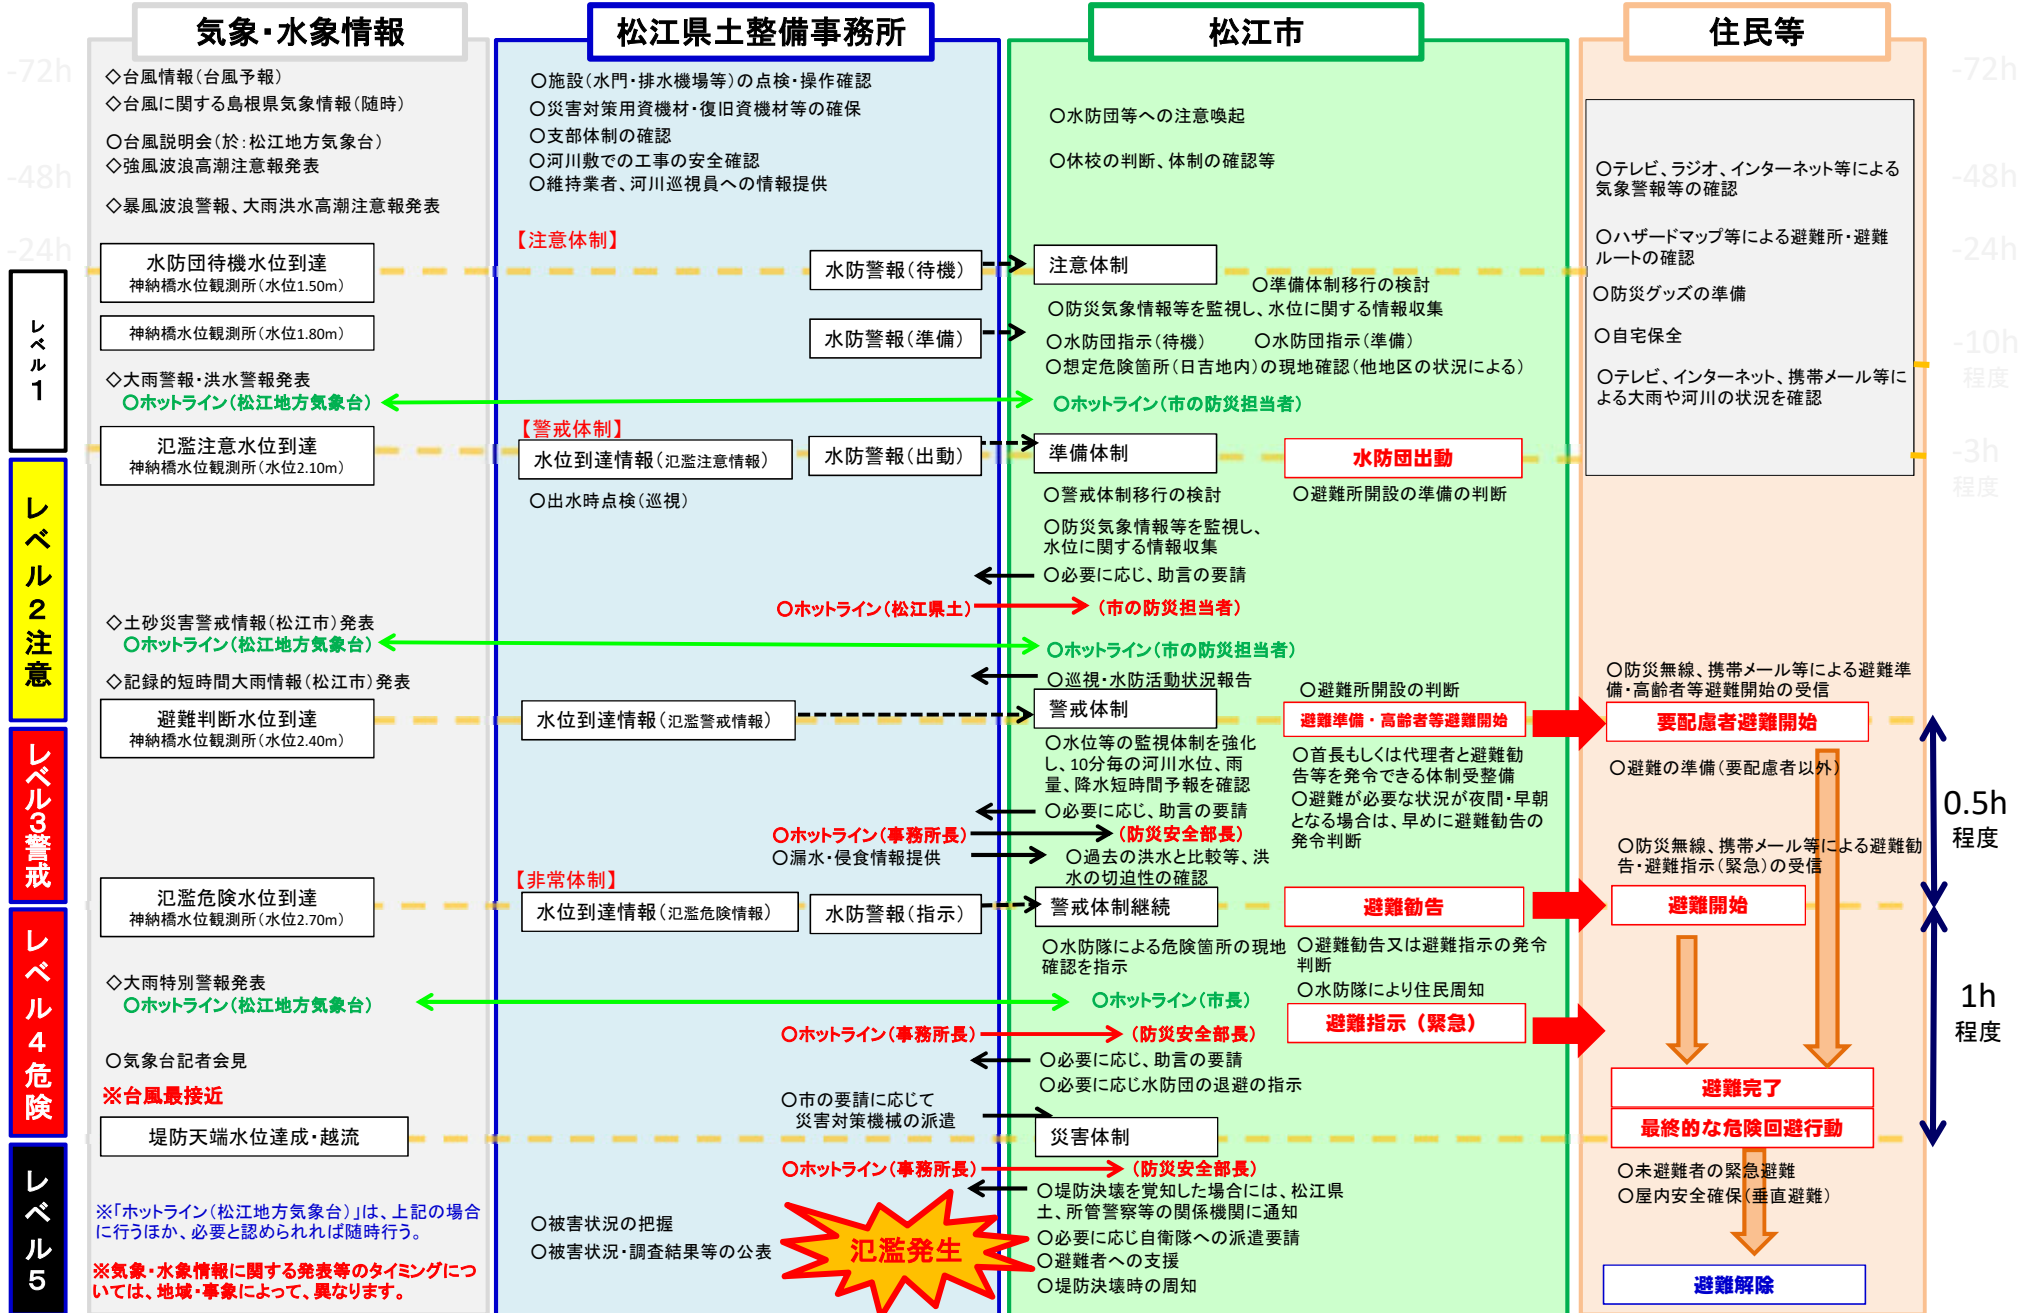 気象・水象情報
松江県土整備事務所
松江市
住民等
-72h
-48h
-24h
レベル1
レベル2注意
レベル3警戒
レベル4危険
レベル5
◇台風情報(台風予報)
◇台風に関する島根県気象情報(随時)
〇台風説明会(於:松江地方気象台)
◇強風波浪高潮注意報発表
◇暴風波浪警報、大雨洪水高潮注意報発表
水防団待機水位到達
神納橋水位観測所(水位1.50m)
神納橋水位観測所(水位1.80m)
◇大雨警報・洪水警報発表
〇ホットライン(松江地方気象台)
氾濫注意水位到達
神納橋水位観測所(水位2.10m)
◇土砂災害警戒情報(松江市)発表
〇ホットライン(松江地方気象台)
◇記録的短時間大雨情報(松江市)発表
避難判断水位到達
神納橋水位観測所(水位2.40m)
氾濫危険水位到達
神納橋水位観測所(水位2.70m)
◇大雨特別警報発表
〇ホットライン(松江地方気象台)
〇気象台記者会見
※台風最接近
堤防天端水位達成・越流
※「ホットライン(松江地方気象台)」は、上記の場合
に行うほか、必要と認められれば随時行う。
※気象・水象情報に関する発表等のタイミングにつ
いては、地域・事象によって、異なります。
〇施設(水門・排水機場等)の点検・操作確認
〇災害対策用資機材・復旧資機材等の確保
〇支部体制の確認
〇河川敷での工事の安全確認
〇維持業者、河川巡視員への情報提供
【注意体制】
水防警報(待機)
水防警報(準備)
【警戒体制】
水位到達情報(氾濫注意情報)
水防警報(出動)
〇出水時点検(巡視)
〇ホットライン(松江県土)
水位到達情報(氾濫警戒情報)
〇ホットライン(事務所長)
〇漏水・侵食情報提供
【非常体制】
水位到達情報(氾濫危険情報)
水防警報(指示)
〇ホットライン(事務所長)
〇市の要請に応じて
災害対策機械の派遣
〇ホットライン(事務所長)
〇被害状況の把握
〇被害状況・調査結果等の公表
氾濫発生
〇水防団等への注意喚起
〇休校の判断、体制の確認等
注意体制
〇準備体制移行の検討
〇防災気象情報等を監視し、水位に関する情報収集
〇水防団指示(待機)
〇水防団指示(準備)
〇想定危険箇所(日吉地内)の現地確認(他地区の状況による)
〇ホットライン(市の防災担当者)
準備体制
水防団出動
〇警戒体制移行の検討
〇避難所開設の準備の判断
〇防災気象情報等を監視し、
水位に関する情報収集
〇必要に応じ、助言の要請
(市の防災担当者)
〇ホットライン(市の防災担当者)
〇巡視・水防活動状況報告
〇避難所開設の判断
警戒体制
避難準備・高齢者等避難開始
〇水位等の監視体制を強化
し、10分毎の河川水位、雨
量、降水短時間予報を確認
〇首長もしくは代理者と避難勧
告等を発令できる体制受整備
〇避難が必要な状況が夜間・早朝
となる場合は、早めに避難勧告の
発令判断
〇必要に応じ、助言の要請
(防災安全部長)
〇過去の洪水と比較等、洪
水の切迫性の確認
警戒体制継続
避難勧告
〇水防隊による危険箇所の現地
確認を指示
〇避難勧告又は避難指示の発令
判断
〇水防隊により住民周知
〇ホットライン(市長)
避難指示(緊急)
(防災安全部長)
〇必要に応じ、助言の要請
〇必要に応じ水防団の退避の指示
災害体制
(防災安全部長)
〇堤防決壊を覚知した場合には、松江県
土、所管警察等の関係機関に通知
〇必要に応じ自衛隊への派遣要請
〇避難者への支援
〇堤防決壊時の周知
〇テレビ、ラジオ、インターネット等による
気象警報等の確認
〇ハザードマップ等による避難所・避難
ルートの確認
〇防災グッズの準備
〇自宅保全
〇テレビ、インターネット、携帯メール等に
よる大雨や河川の状況を確認
〇防災無線、携帯メール等による避難準
備・高齢者等避難開始の受信
要配慮者避難開始
〇避難の準備(要配慮者以外)
〇防災無線、携帯メール等による避難勧
告・避難指示(緊急)の受信
避難開始
避難完了
最終的な危険回避行動
〇未避難者の緊急避難
〇屋内安全確保(垂直避難)
避難解除
-72h
-48h
-24h
-10h
程度
-3h
程度
0.5h
程度
1h
程度